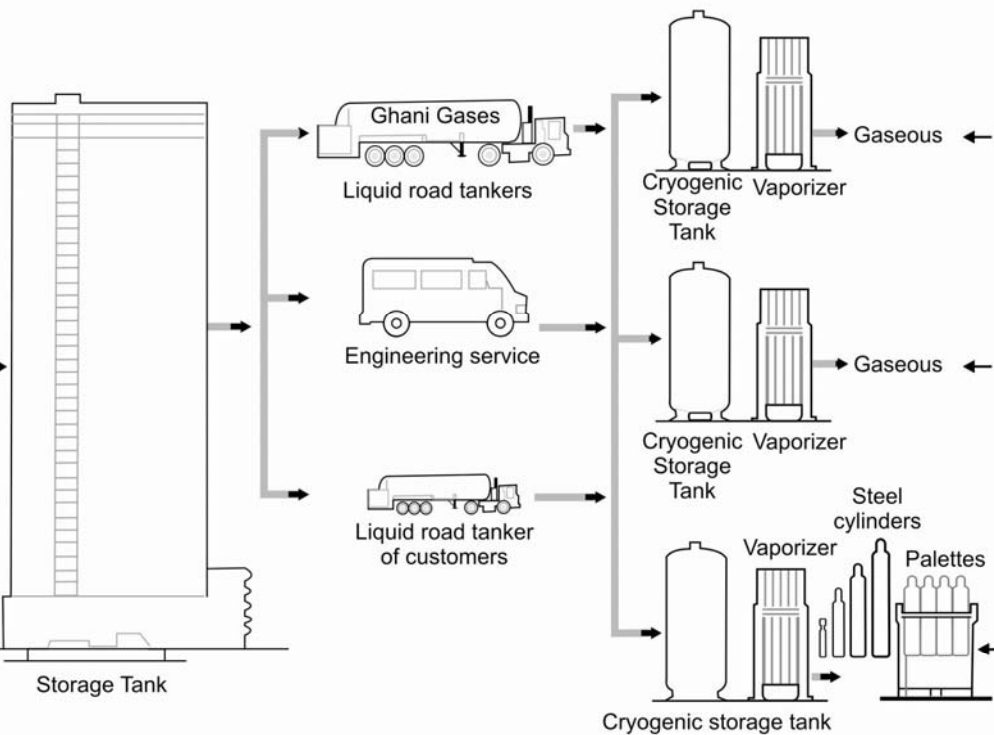 Ghani Gases
Liquid road tankers
Cryogenic
Storage
Tank
Vaporizer
Gaseous
Engineering service
Cryogenic
Storage
Tank
Vaporizer
Gaseous
Liquid road tanker
of customers
Steel
cylinders
Vaporizer
Palettes
Storage Tank
Cryogenic storage tank